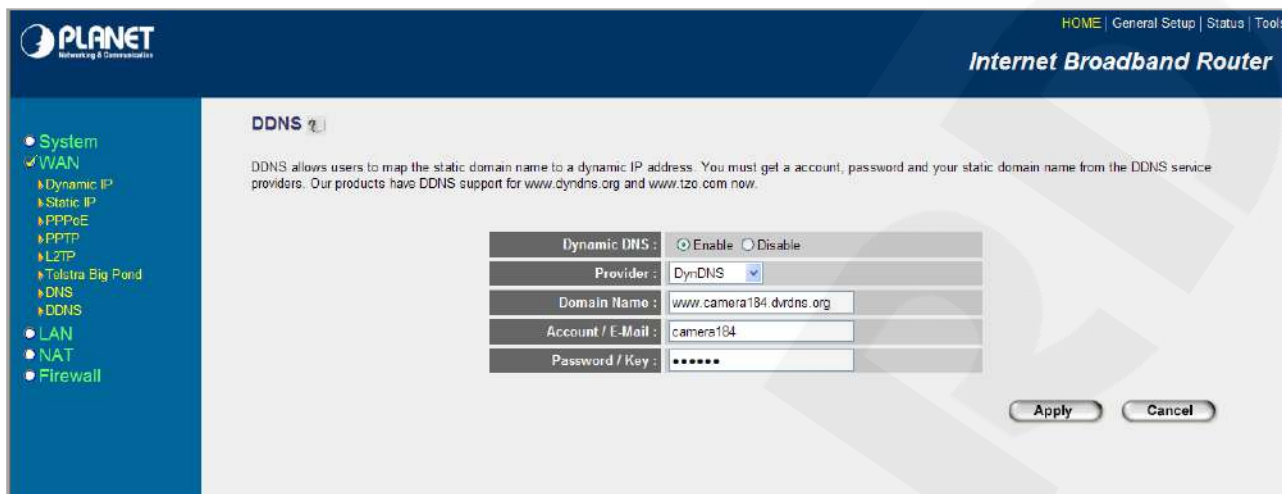 PLANET
Networking & Communication
HOME | General Setup | Status | Tools
Internet Broadband Router
System
WAN
Dynamic IP
Static IP
PPPoE
PPTP
L2TP
Telstra Big Pond
DNS
DDNS
LAN
NAT
Firewall
DDNS
DDNS allows users to map the static domain name to a dynamic IP address. You must get a account, password and your static domain name from the DDNS service
providers. Our products have DDNS support for www.dyndns.org and www.tzo.com now.
Dynamic DNS : Enable Disable
Provider : DynDNS
Domain Name : www.camera184.dvrdns.org
Account / E-Mail : camera184
Password / Key : ••••••
Apply Cancel